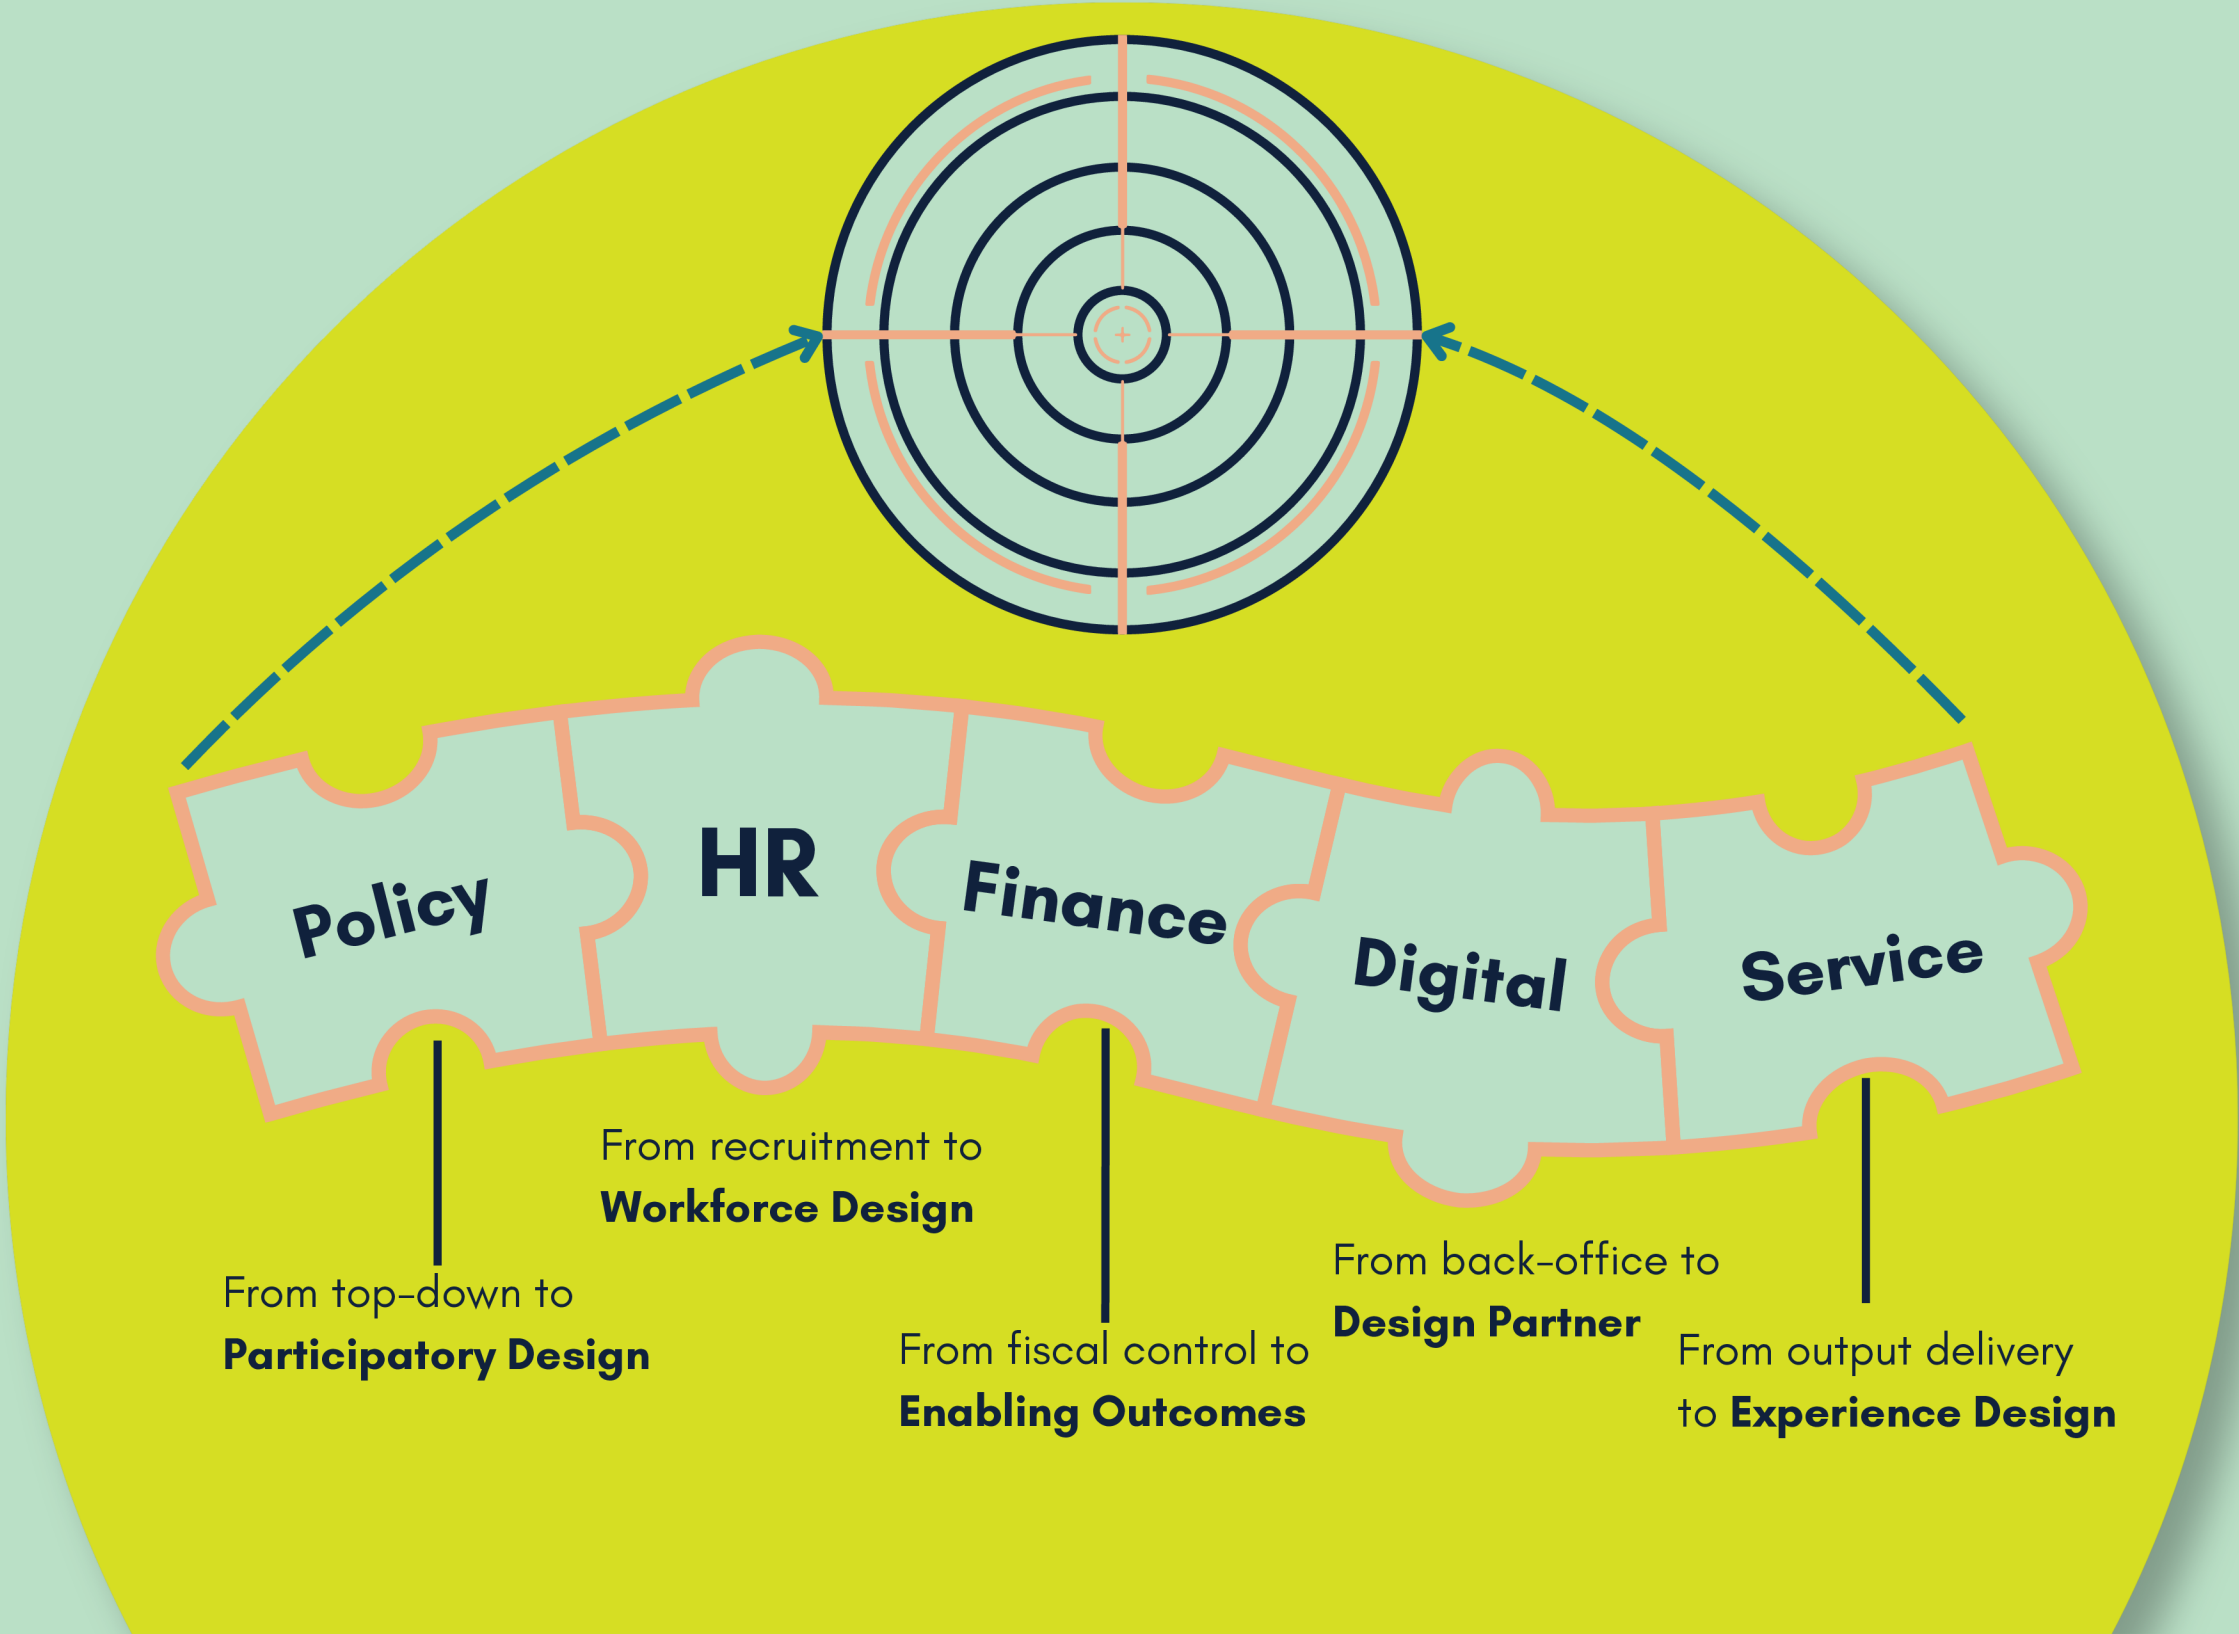 Policy
HR
Finance
Digital
Service
From top-down to
Participatory Design
From recruitment to
Workforce Design
From fiscal control to
Enabling Outcomes
From back-office to
Design Partner
From output delivery
to Experience Design